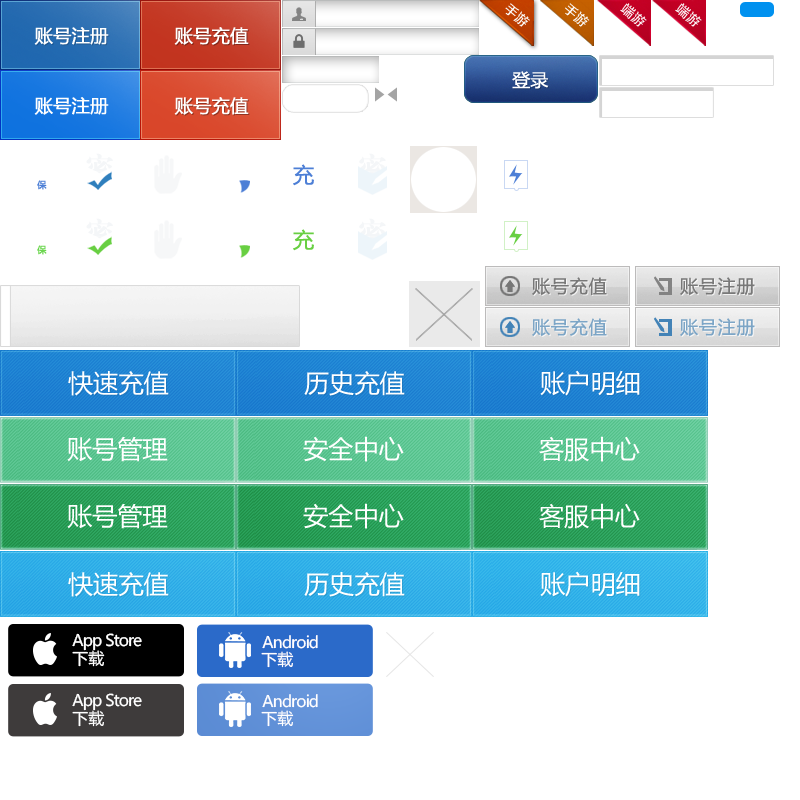 账号注册
账号充值
手游
手游
端游
端游
登录
账号注册
账号充值
保
密
充
密
保
密
充
密
账号充值
账号注册
账号充值
账号注册
快速充值
历史充值
账户明细
账号管理
安全中心
客服中心
账号管理
安全中心
客服中心
快速充值
历史充值
账户明细
App Store
下载
Android
下载
App Store
下载
Android
下载